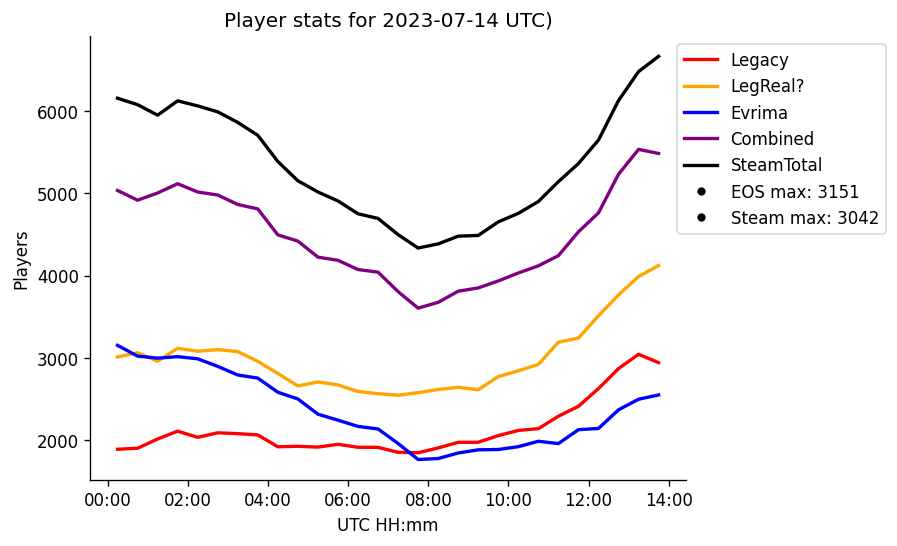 Player stats for 2023-07-14 UTC)
Players
6000
5000
4000
3000
2000
00:00 02:00 04:00 06:00 08:00 10:00 12:00 14:00
UTC HH:mm
Legacy
LegReal?
Evrima
Combined
SteamTotal
EOS max: 3151
Steam max: 3042